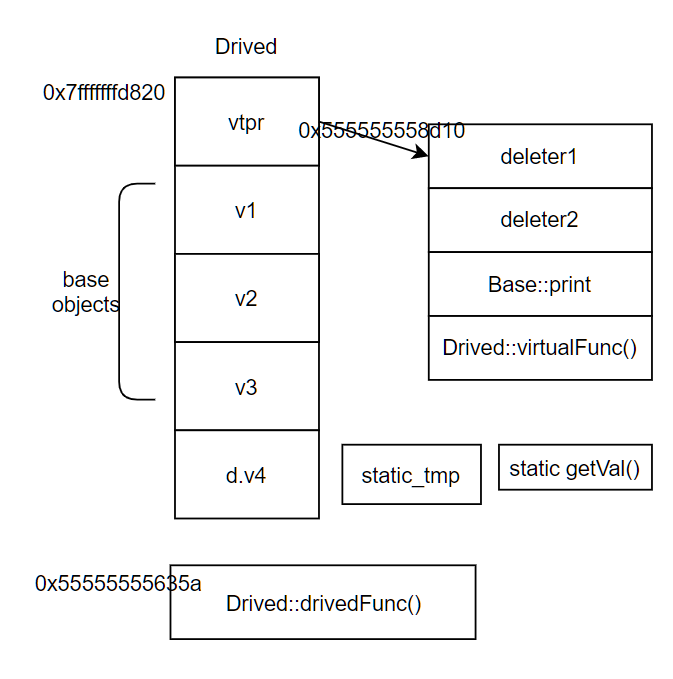 Drived
0x7fffffffd820
vtpr
0x555555558d10
deleter1
v1
deleter2
base
objects
v2
Base::print
Drived::virtualFunc()
v3
d.v4
static_tmp
static getVal()
0x55555555635a
Drived::drivedFunc()